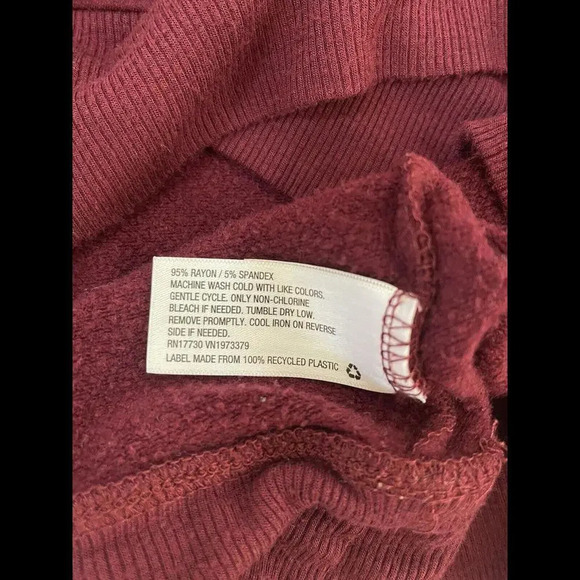 95% RAYON / 5% SPANDEX
MACHINE WASH COLD WITH LIKE COLORS.
GENTLE CYCLE. ONLY NON-CHLORINE
BLEACH IF NEEDED. TUMBLE DRY LOW.
REMOVE PROMPTLY. COOL IRON ON REVERSE
SIDE IF NEEDED.
RN17730 VN1973379
LABEL MADE FROM 100% RECYCLED PLASTIC